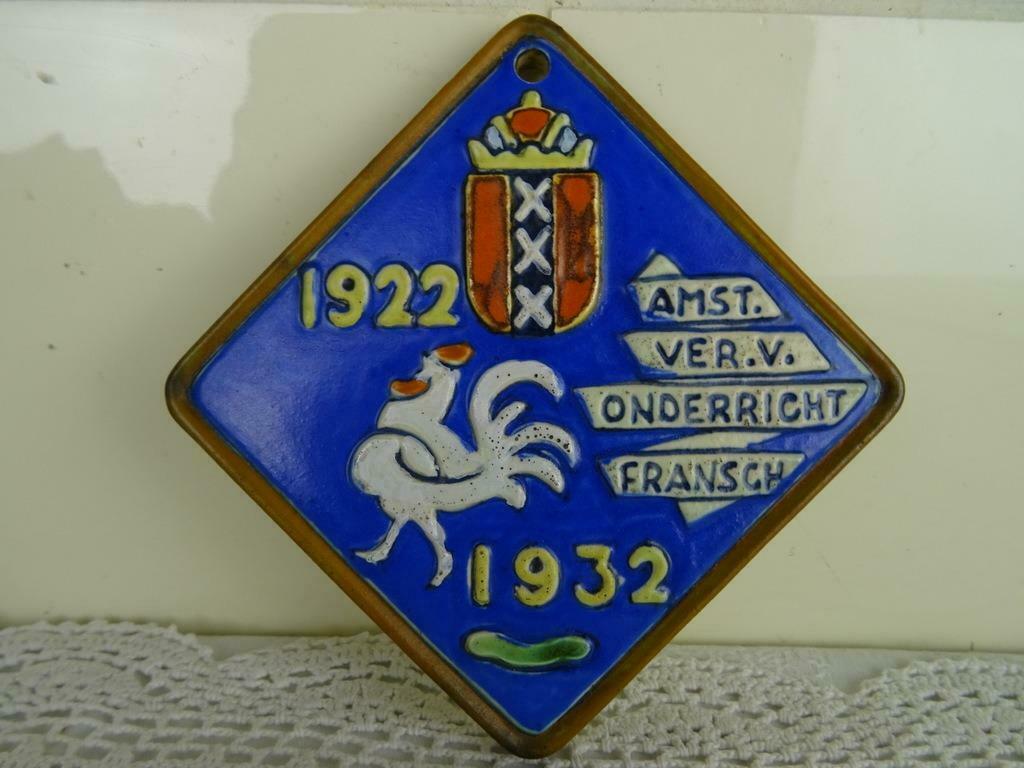 1922
AMST.
VER.V.
ONDERRICHT
FRANSCH
1932